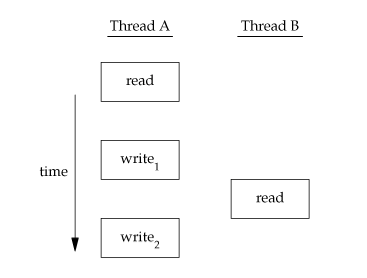 Thread A Thread B
read
write1
time
read
write2